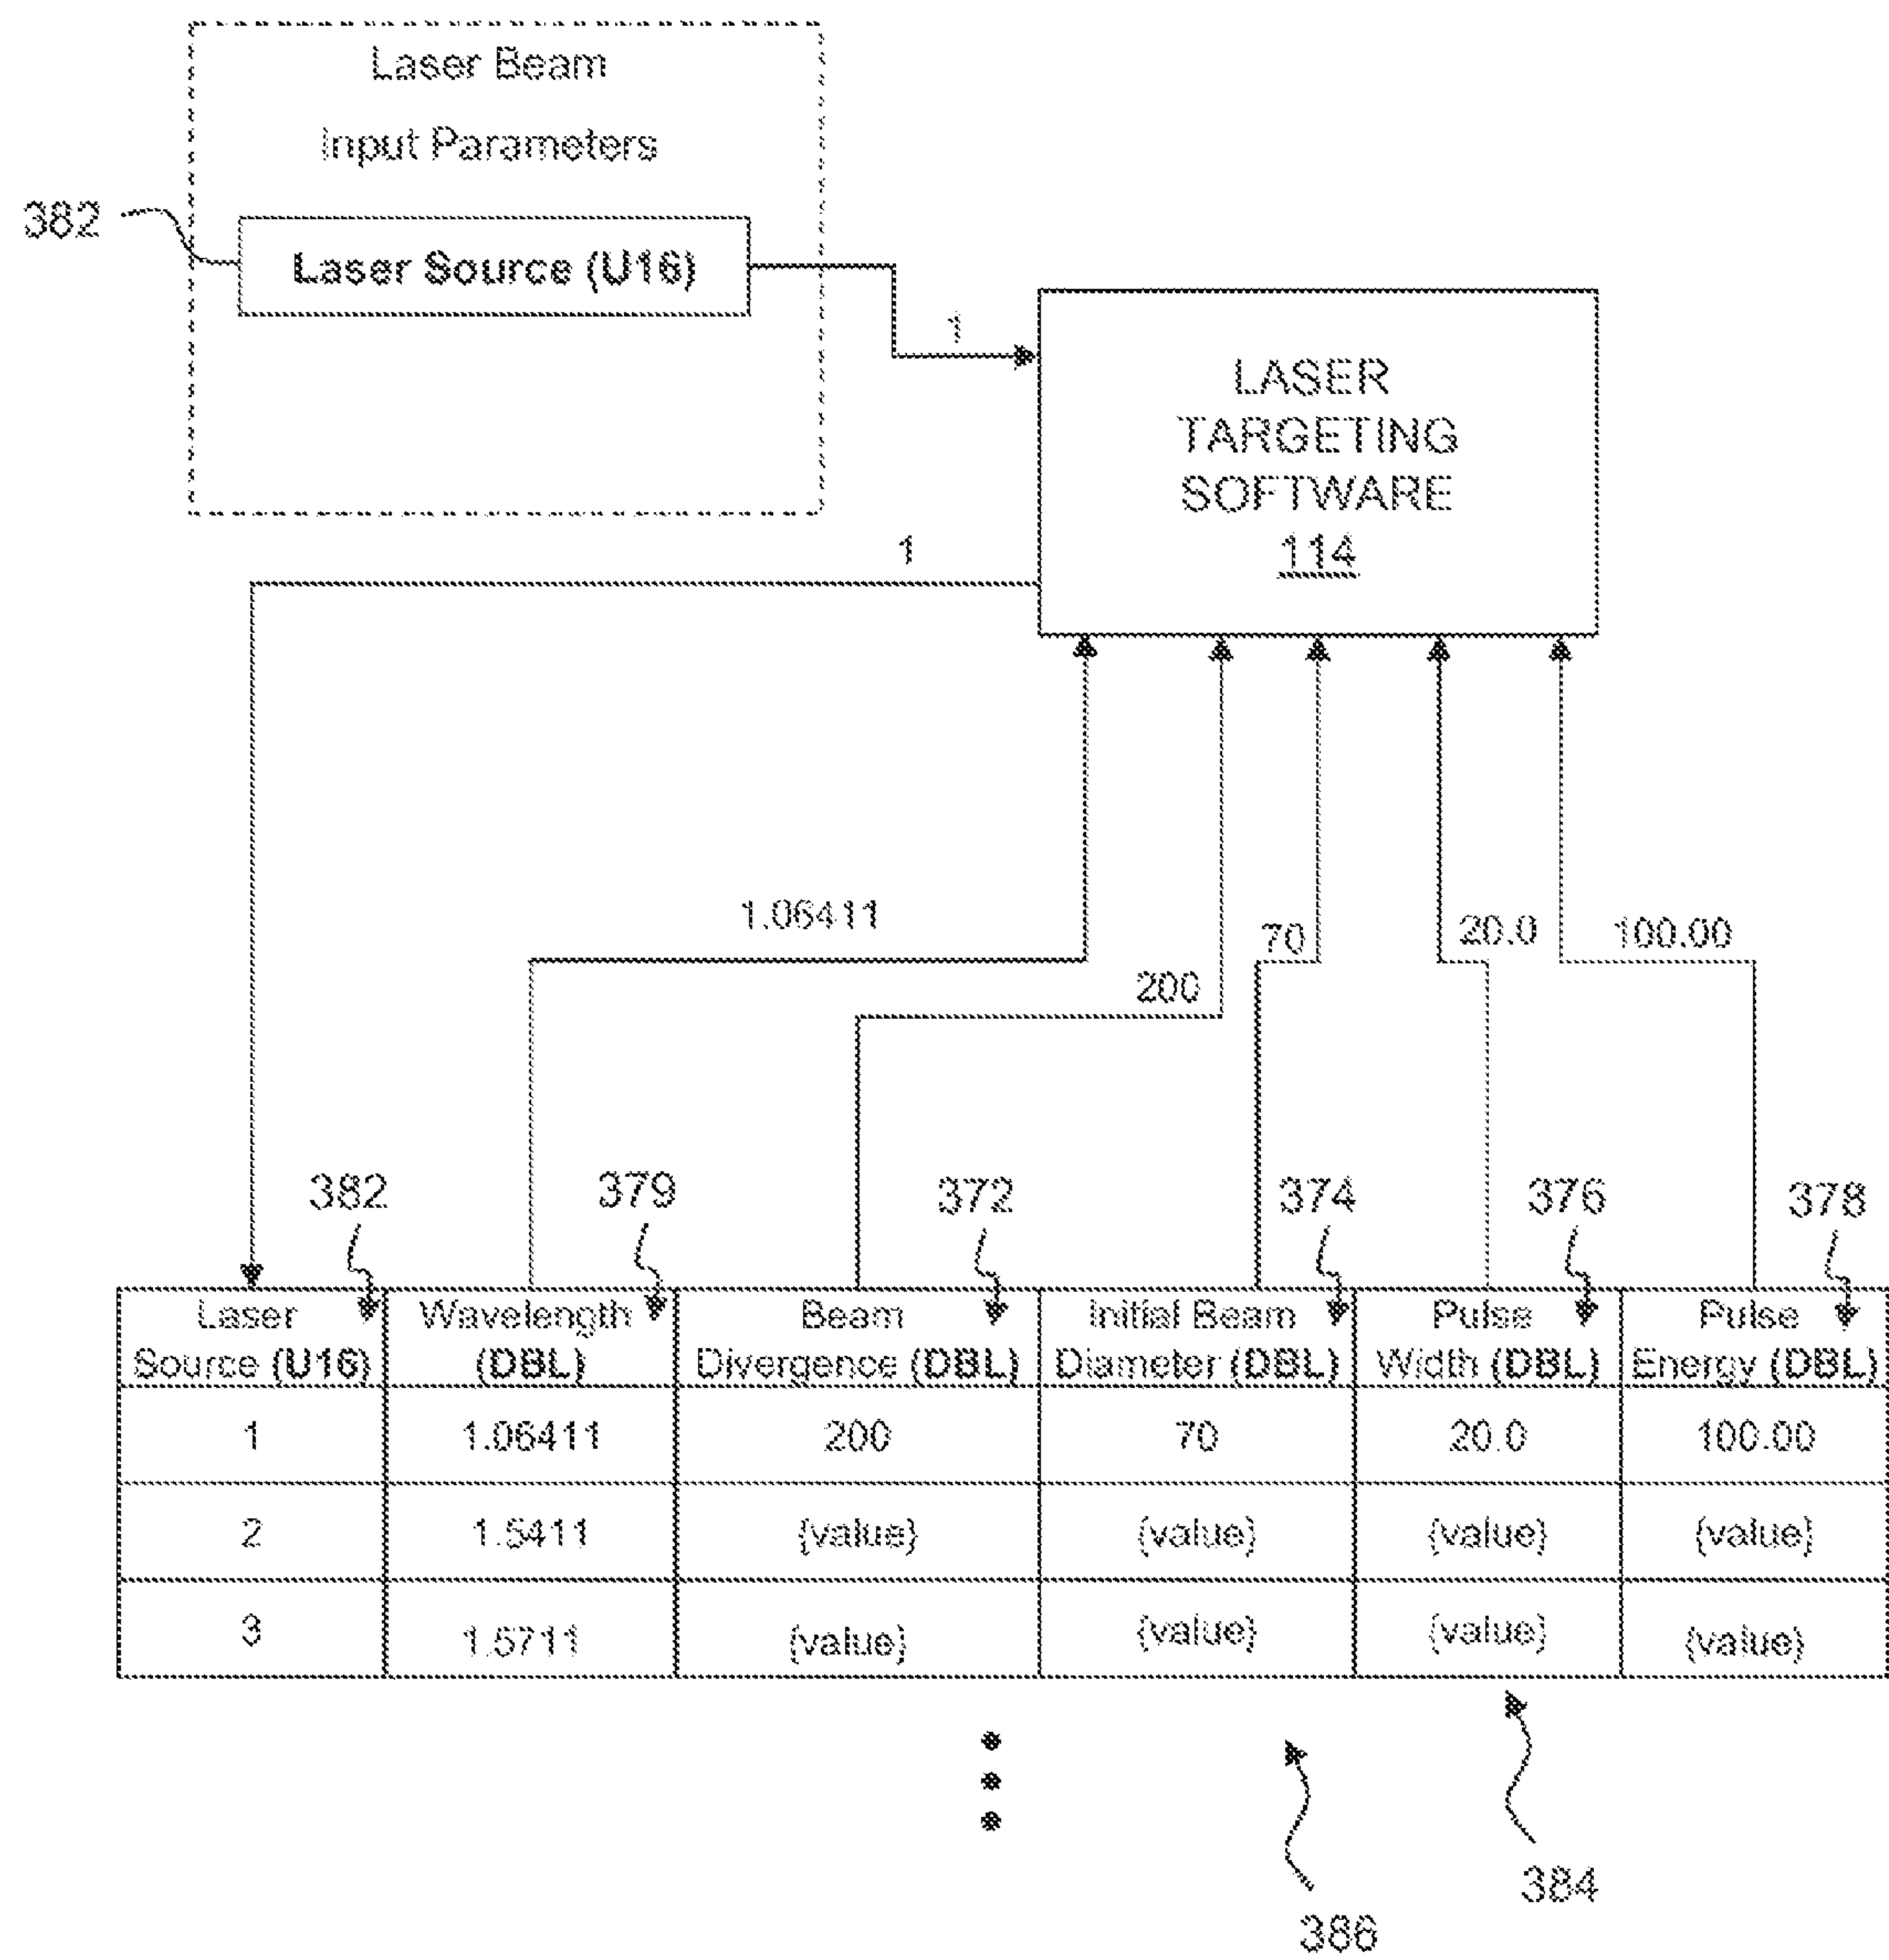 Laser Beam
Input Parameters
382
Laser Source (U16)
1
LASER
TARGETING
SOFTWARE
114
1
1.06411
200
70
20.0
100.00
382
379
372
374
376
378
Laser
Source (U16)
Wavelength
(DBL)
Beam
Divergence (DBL)
Initial Beam
Diameter (DBL)
Pulse
Width (DBL)
Pulse
Energy (DBL)
1
1.06411
200
70
20.0
100.00
2
1.5411
{value}
{value}
{value}
{value}
3
1.5711
{value}
{value}
{value}
{value}
384
386